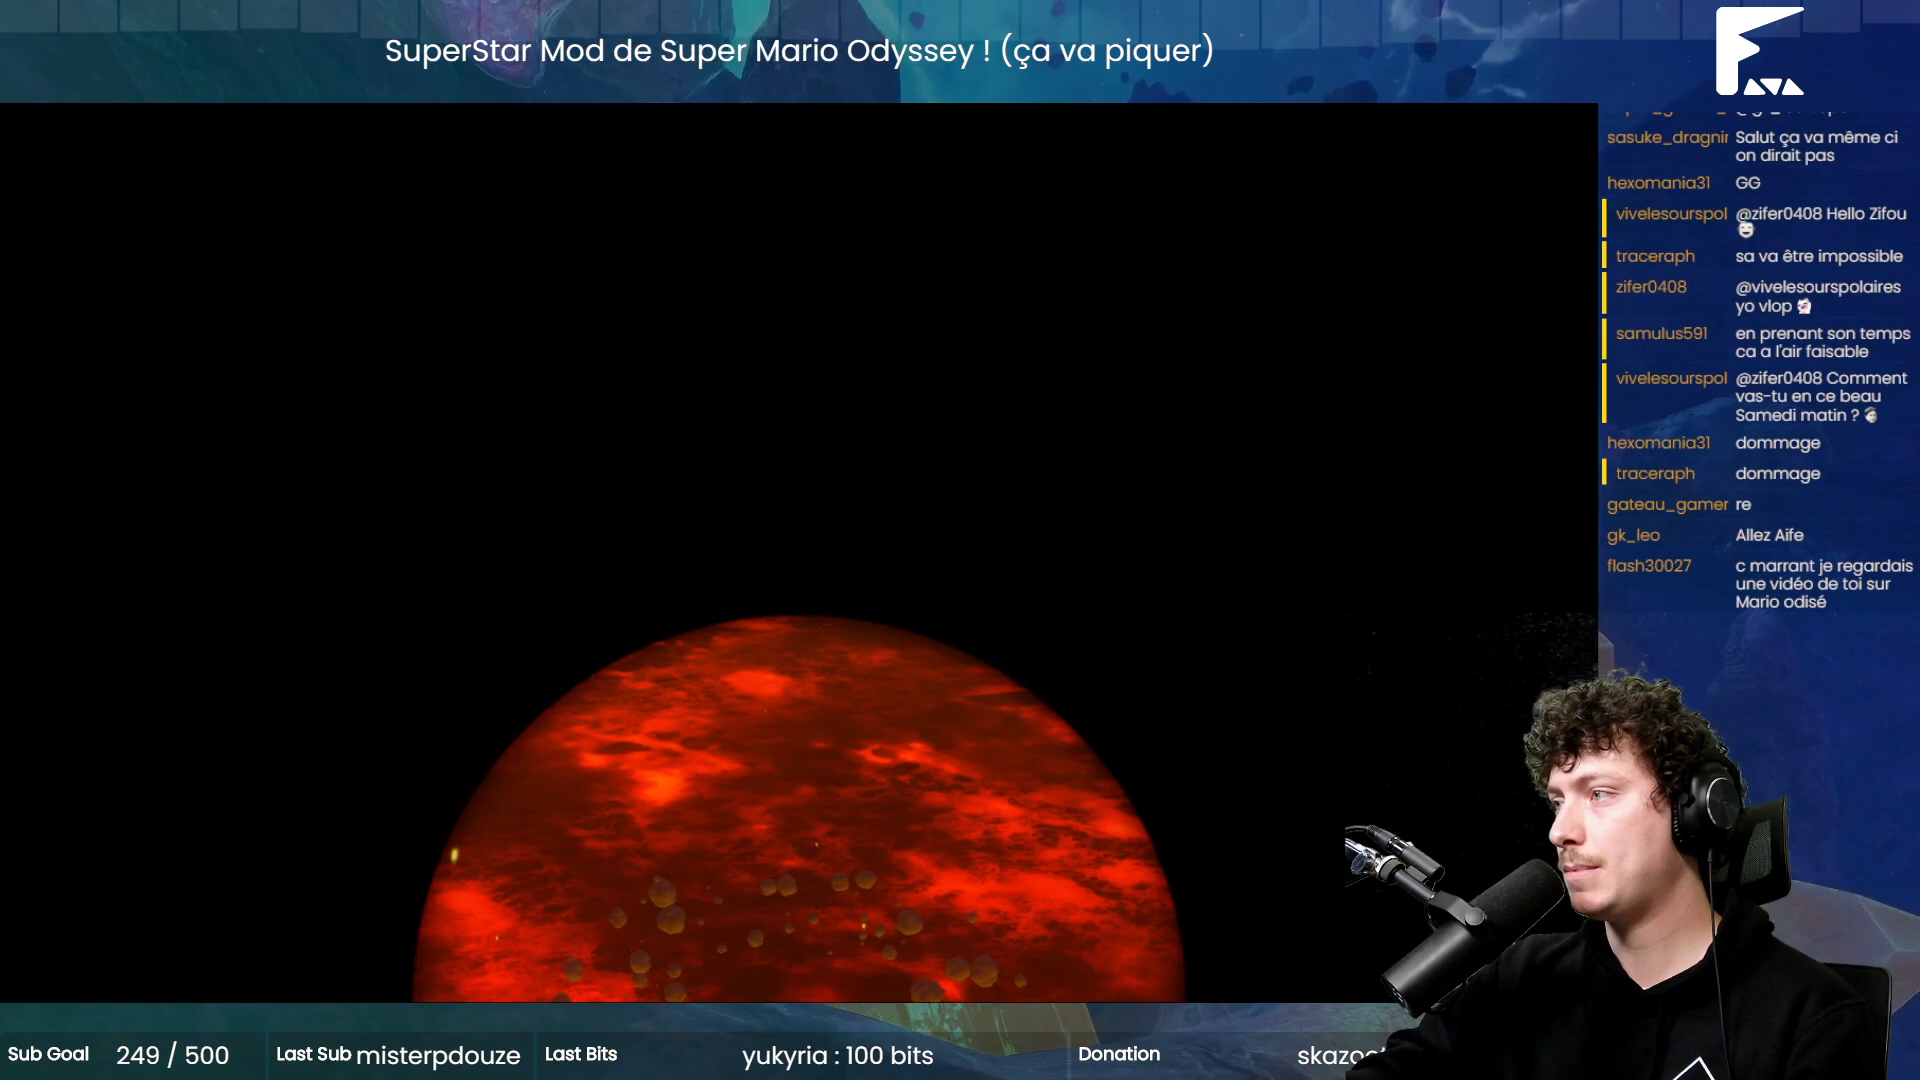 SuperStar Mod de Super Mario Odyssey ! (ça va piquer)
sasuke_dragnir Salut ça va même ci
on dirait pas
hexomania31 GG
vivelesourspol @zifer0408 Hello Zifou
traceraph sa va être impossible
zifer0408 @vivelesourspolaires
yo vlop
samulus591 en prenant son temps
ca a l'air faisable
vivelesourspol @zifer0408 Comment
vas-tu en ce beau
Samedi matin ?
hexomania31 dommage
traceraph dommage
gateau_gamer re
gk_leo Allez Aife
flash30027 c marrant je regardais
une vidéo de toi sur
Mario odisé
Sub Goal 249 / 500 Last Sub misterpdouze Last Bits yukyria : 100 bits Donation